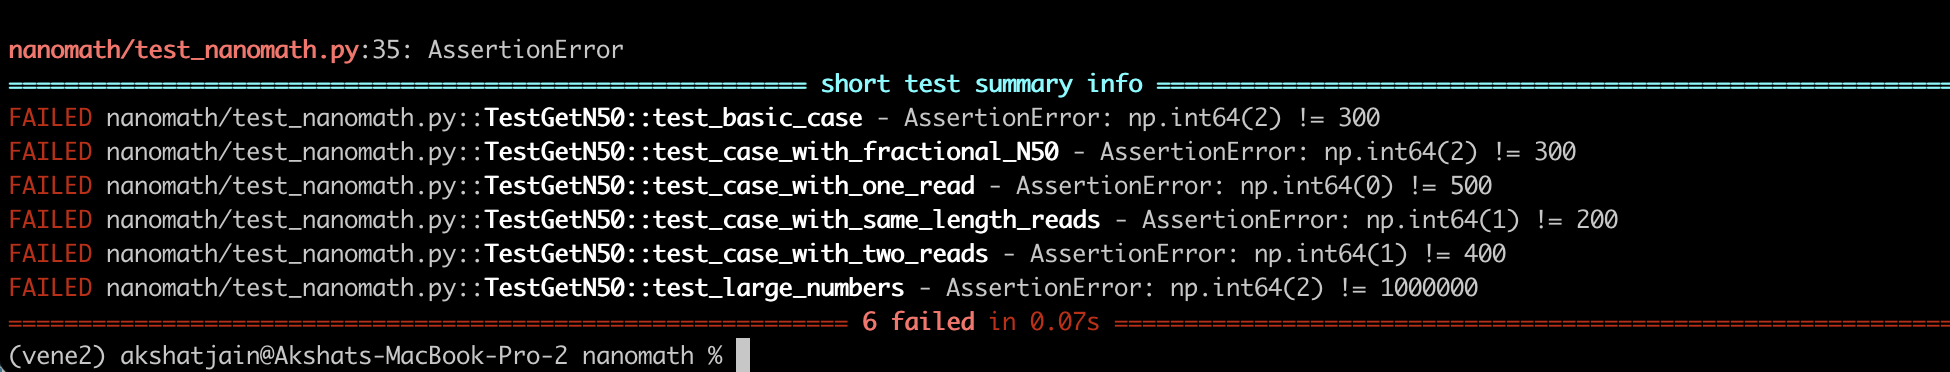 nanomath/test_nanomath.py:35: AssertionError
========================================================= short test summary info =========================================================
FAILED nanomath/test_nanomath.py::TestGetN50::test_basic_case - AssertionError: np.int64(2) != 300
FAILED nanomath/test_nanomath.py::TestGetN50::test_case_with_fractional_N50 - AssertionError: np.int64(2) != 300
FAILED nanomath/test_nanomath.py::TestGetN50::test_case_with_one_read - AssertionError: np.int64(0) != 500
FAILED nanomath/test_nanomath.py::TestGetN50::test_case_with_same_length_reads - AssertionError: np.int64(1) != 200
FAILED nanomath/test_nanomath.py::TestGetN50::test_case_with_two_reads - AssertionError: np.int64(1) != 400
FAILED nanomath/test_nanomath.py::TestGetN50::test_large_numbers - AssertionError: np.int64(2) != 1000000
============================================================ 6 failed in 0.07s ============================================================
(vene2) akshatjain@Akshats-MacBook-Pro-2 nanomath %